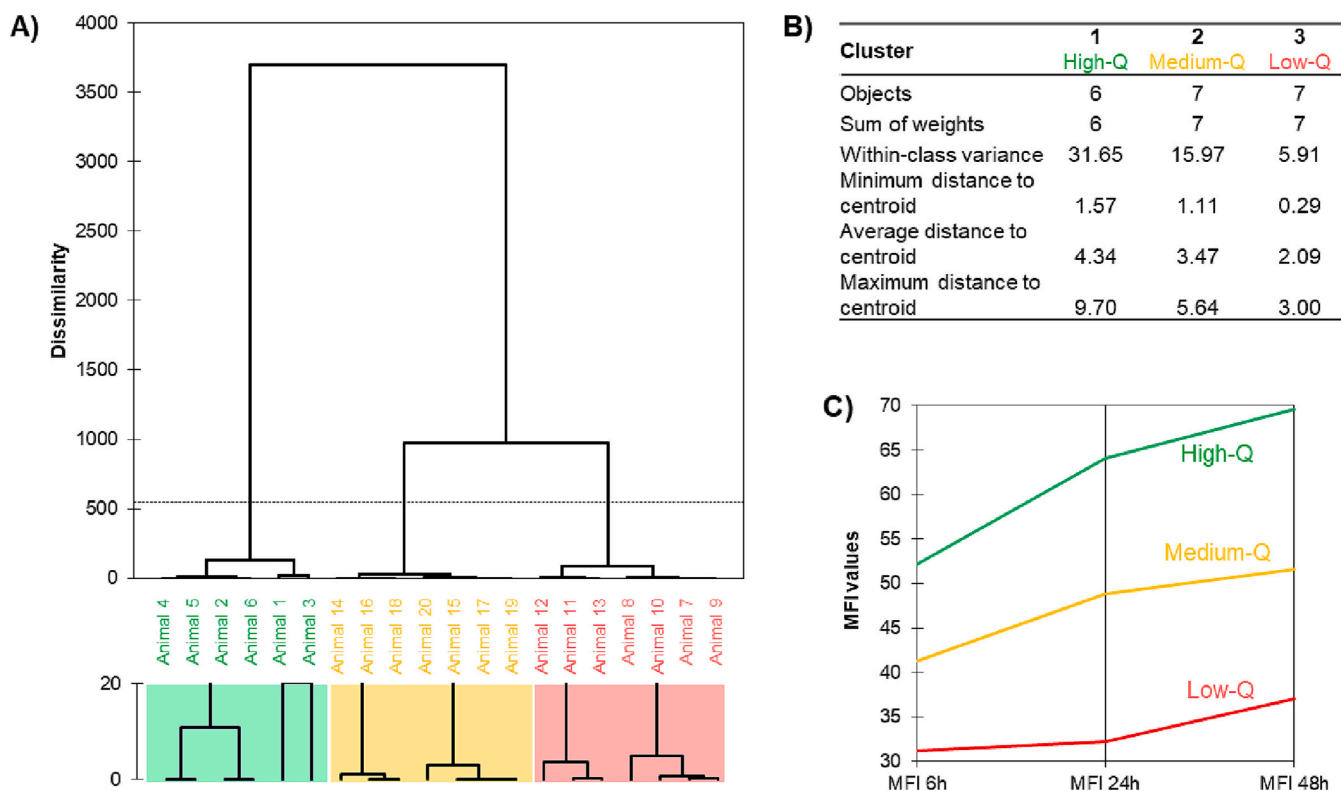 A)
4000
3500
3000
2500
2000
1500
1000
500
0
Dissimilarity
Animal 4
Animal 5
Animal 2
Animal 6
Animal 1
Animal 3
Animal 14
Animal 16
Animal 18
Animal 20
Animal 15
Animal 17
Animal 19
Animal 12
Animal 11
Animal 13
Animal 8
Animal 10
Animal 7
Animal 9
20
0
B)
Cluster 1 2 3
High-Q Medium-Q Low-Q
Objects 6 7 7
Sum of weights 6 7 7
Within-class variance 31.65 15.97 5.91
Minimum distance to
centroid 1.57 1.11 0.29
Average distance to
centroid 4.34 3.47 2.09
Maximum distance to
centroid 9.70 5.64 3.00
C)
70
65
60
55
50
45
40
35
30
MFI values
High-Q
Medium-Q
Low-Q
MFI 6h MFI 24h MFI 48h